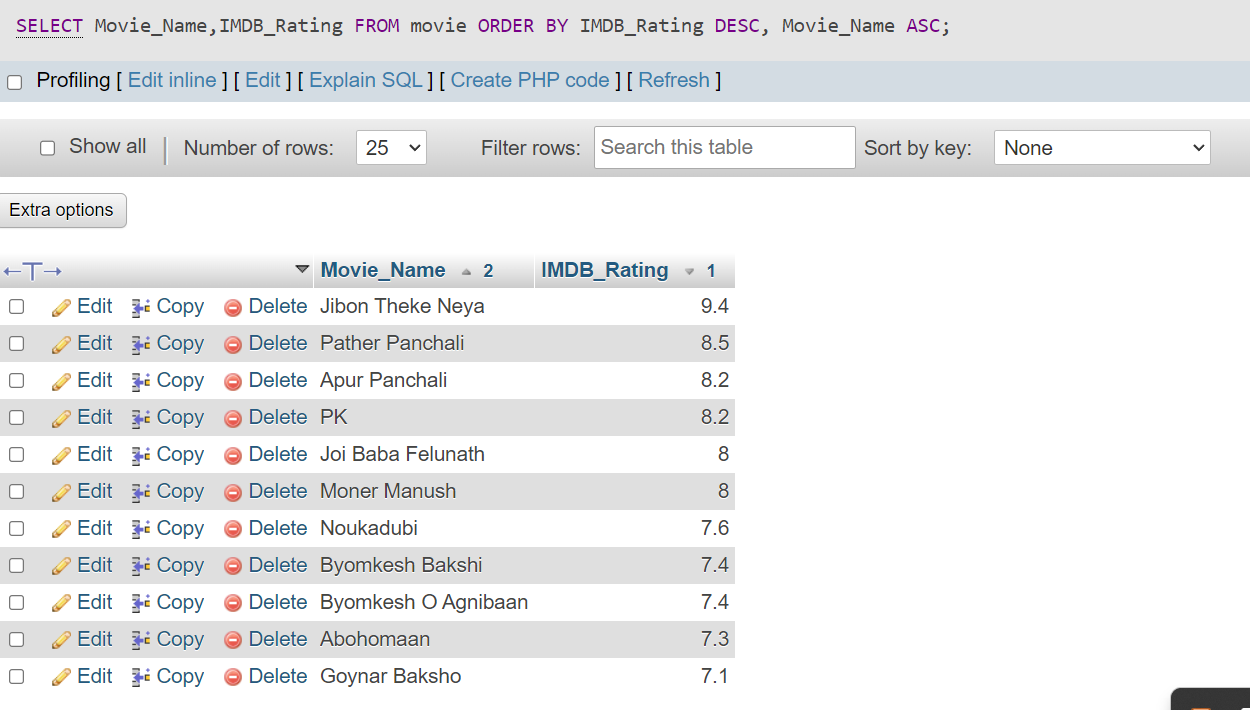 SELECT Movie_Name,IMDB_Rating FROM movie ORDER BY IMDB_Rating DESC, Movie_Name ASC;
Profiling [ Edit inline ] [ Edit ] [ Explain SQL ] [ Create PHP code ] [ Refresh ]
Show all Number of rows: 25 Filter rows: Search this table Sort by key: None
Extra options
←T→ Movie_Name 2 IMDB_Rating 1
Edit Copy Delete Jibon Theke Neya 9.4
Edit Copy Delete Pather Panchali 8.5
Edit Copy Delete Apur Panchali 8.2
Edit Copy Delete PK 8.2
Edit Copy Delete Joi Baba Felunath 8
Edit Copy Delete Moner Manush 8
Edit Copy Delete Noukadubi 7.6
Edit Copy Delete Byomkesh Bakshi 7.4
Edit Copy Delete Byomkesh O Agnibaan 7.4
Edit Copy Delete Abohomaan 7.3
Edit Copy Delete Goynar Baksho 7.1